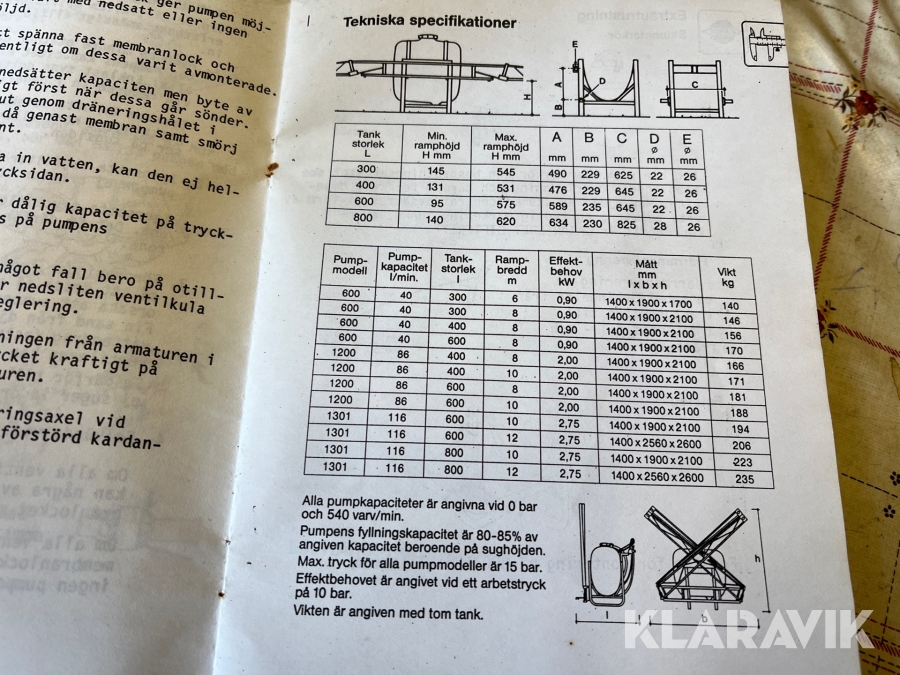 ck ger pumpen möj-
med nedsatt eller ingen
öljd.
tt spänna fast membranlock och
entligt om dessa varit avmonterade.
nedsätter kapaciten men byte av
igt först när dessa går sönder.
ut genom dräneringshålet i
då genast membran samt smörj
nt.
a in vatten, kan den ej hel-
ycksidan.
r dålig kapacitet på tryck-
s på pumpens
något fall bero på otill-
r nedsliten ventilkula
eglering.
ningen från armaturen i
ycket kraftigt på
uren.
ringsaxel vid
förstörd kardan-
Tekniska specifikationer
E A B D C H
Tank storlek L Min. ramphöjd H mm Max. ramphöjd H mm A mm B mm C mm D ø mm E ø mm
300 145 545 490 229 625 22 26
400 131 531 476 229 645 22 26
600 95 575 589 235 645 22 26
800 140 620 634 230 825 28 26
Pump-modell Pump-kapacitet l/min. Tank-storlek l Ramp-bredd m Effekt-behov kW Mått mm l x b x h Vikt kg
600 40 300 6 0,90 1400 x 1900 x 1700 140
600 40 300 8 0,90 1400 x 1900 x 2100 146
600 40 400 8 0,90 1400 x 1900 x 2100 156
600 40 600 8 0,90 1400 x 1900 x 2100 170
1200 86 400 8 2,00 1400 x 1900 x 2100 166
1200 86 400 10 2,00 1400 x 1900 x 2100 171
1200 86 600 8 2,00 1400 x 1900 x 2100 181
1200 86 600 10 2,00 1400 x 1900 x 2100 188
1301 116 600 10 2,75 1400 x 1900 x 2100 194
1301 116 600 12 2,75 1400 x 2560 x 2600 206
1301 116 800 10 2,75 1400 x 1900 x 2100 223
1301 116 800 12 2,75 1400 x 2560 x 2600 235
Alla pumpkapaciteter är angivna vid 0 bar
och 540 varv/min.
Pumpens fyllningskapacitet är 80-85% av
angiven kapacitet beroende på sughöjden.
Max. tryck för alla pumpmodeller är 15 bar.
Effektbehovet är angivet vid ett arbetstryck
på 10 bar.
Vikten är angiven med tom tank.
h
l b
KLARAVIK